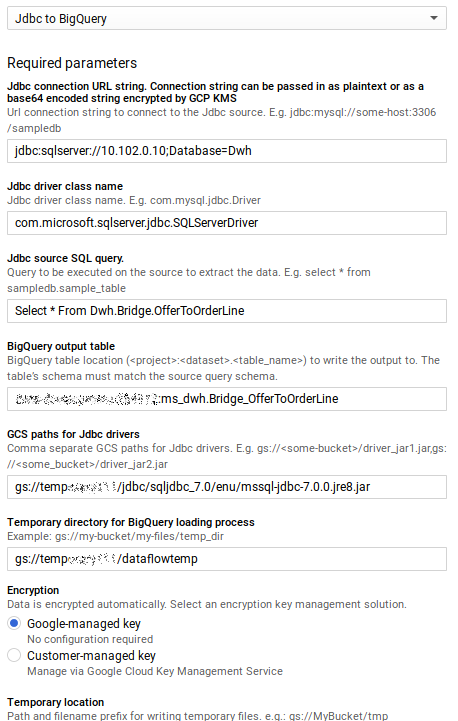 Jdbc to BigQuery
Required parameters
Jdbc connection URL string. Connection string can be passed in as plaintext or as a
base64 encoded string encrypted by GCP KMS
Url connection string to connect to the Jdbc source. E.g. jdbc:mysql://some-host:3306
/sampledb
jdbc:sqlserver://10.102.0.10;Database=Dwh
Jdbc driver class name
Jdbc driver class name. E.g. com.mysql.jdbc.Driver
com.microsoft.sqlserver.jdbc.SQLServerDriver
Jdbc source SQL query.
Query to be executed on the source to extract the data. E.g. select * from
sampledb.sample_table
Select * From Dwh.Bridge.OfferToOrderLine
BigQuery output table
BigQuery table location (<project>:<dataset>.<table_name>) to write the output to. The
table's schema must match the source query schema.
:ms_dwh.Bridge_OfferToOrderLine
GCS paths for Jdbc drivers
Comma separate GCS paths for Jdbc drivers. E.g. gs://<some-bucket>/driver_jar1.jar,gs:
//<some_bucket>/driver_jar2.jar
gs://temp /jdbc/sqljdbc_7.0/enu/mssql-jdbc-7.0.0.jre8.jar
Temporary directory for BigQuery loading process
Example: gs://my-bucket/my-files/temp_dir
gs://temp /dataflowtemp
Encryption
Data is encrypted automatically. Select an encryption key management solution.
Google-managed key
No configuration required
Customer-managed key
Manage via Google Cloud Key Management Service
Temporary location
Path and filename prefix for writing temporary files. e.g.: gs://MyBucket/tmp